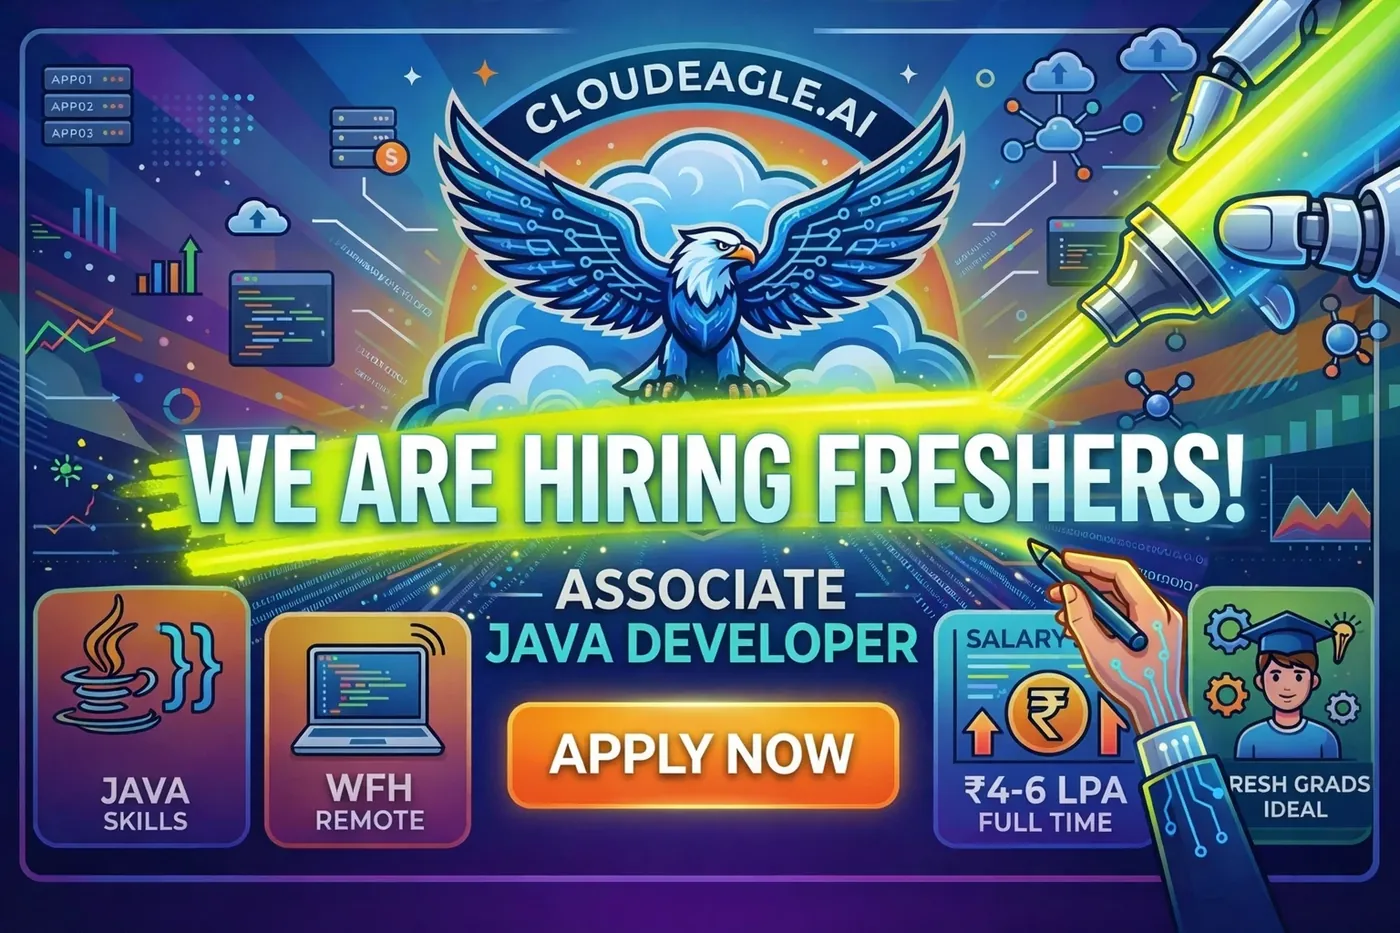 CLOUDEAGLE.AI
APP01
APP02
APP03
WE ARE HIRING FRESHERS!
ASSOCIATE
JAVA DEVELOPER
APPLY NOW
JAVA
SKILLS
WFH
REMOTE
SALARY
₹4-6 LPA
FULL TIME
RESH GRADS
IDEAL